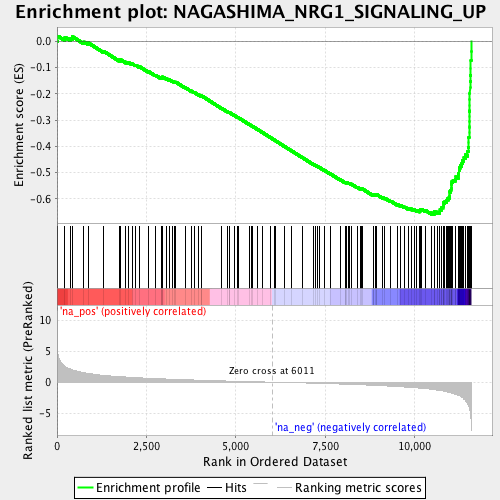 Enrichment plot: NAGASHIMA_NRG1_SIGNALING_UP
Enrichment score (ES)
0.0
-0.1
-0.2
-0.3
-0.4
-0.5
-0.6
'na_pos' (positively correlated)
Ranked list metric (PreRanked)
10
5
0
-5
Zero cross at 6011
'na_neg' (negatively correlated)
0
2,500
5,000
7,500
10,000
Rank in Ordered Dataset
Enrichment profile
Hits
Ranking metric scores